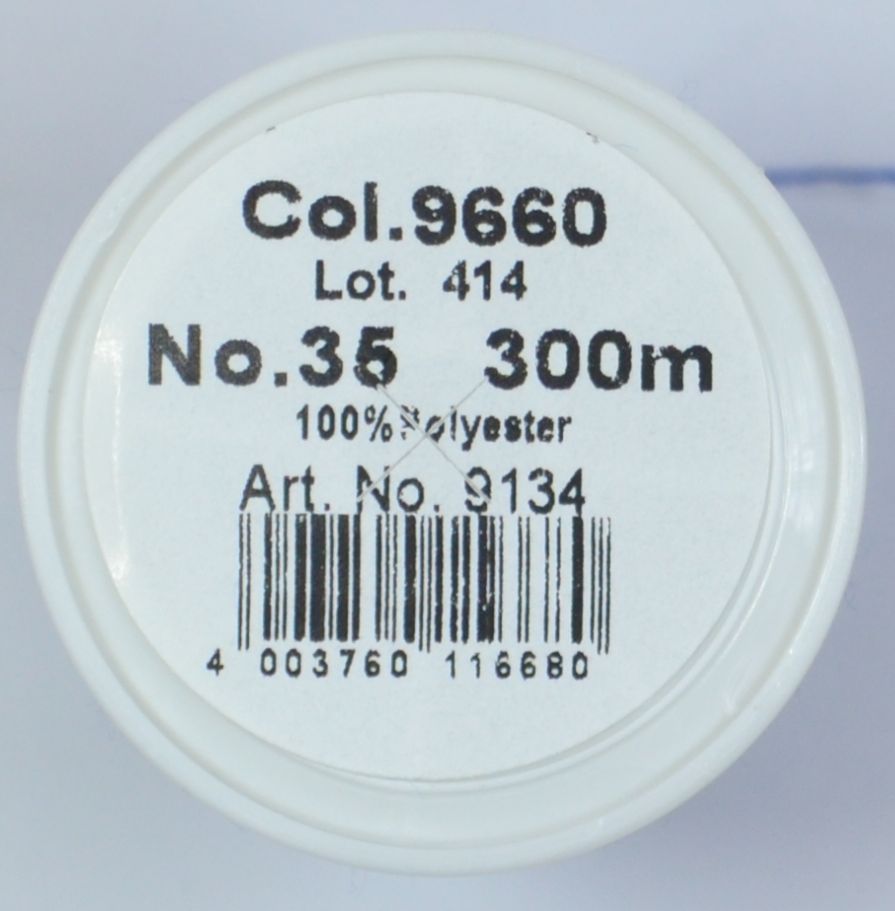 Col.9660
Lot. 414
No.35 300m
100%Polyester
Art. No. 9134
4 003760 116680